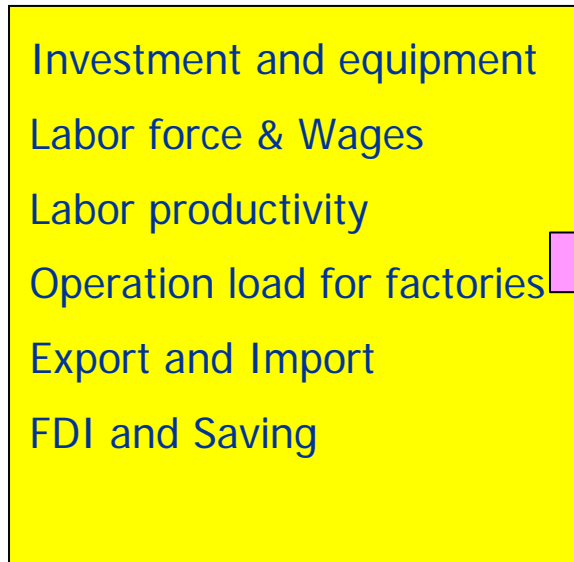 Investment and equipment
Labor force & Wages
Labor productivity
Operation load for factories
Export and Import
FDI and Saving